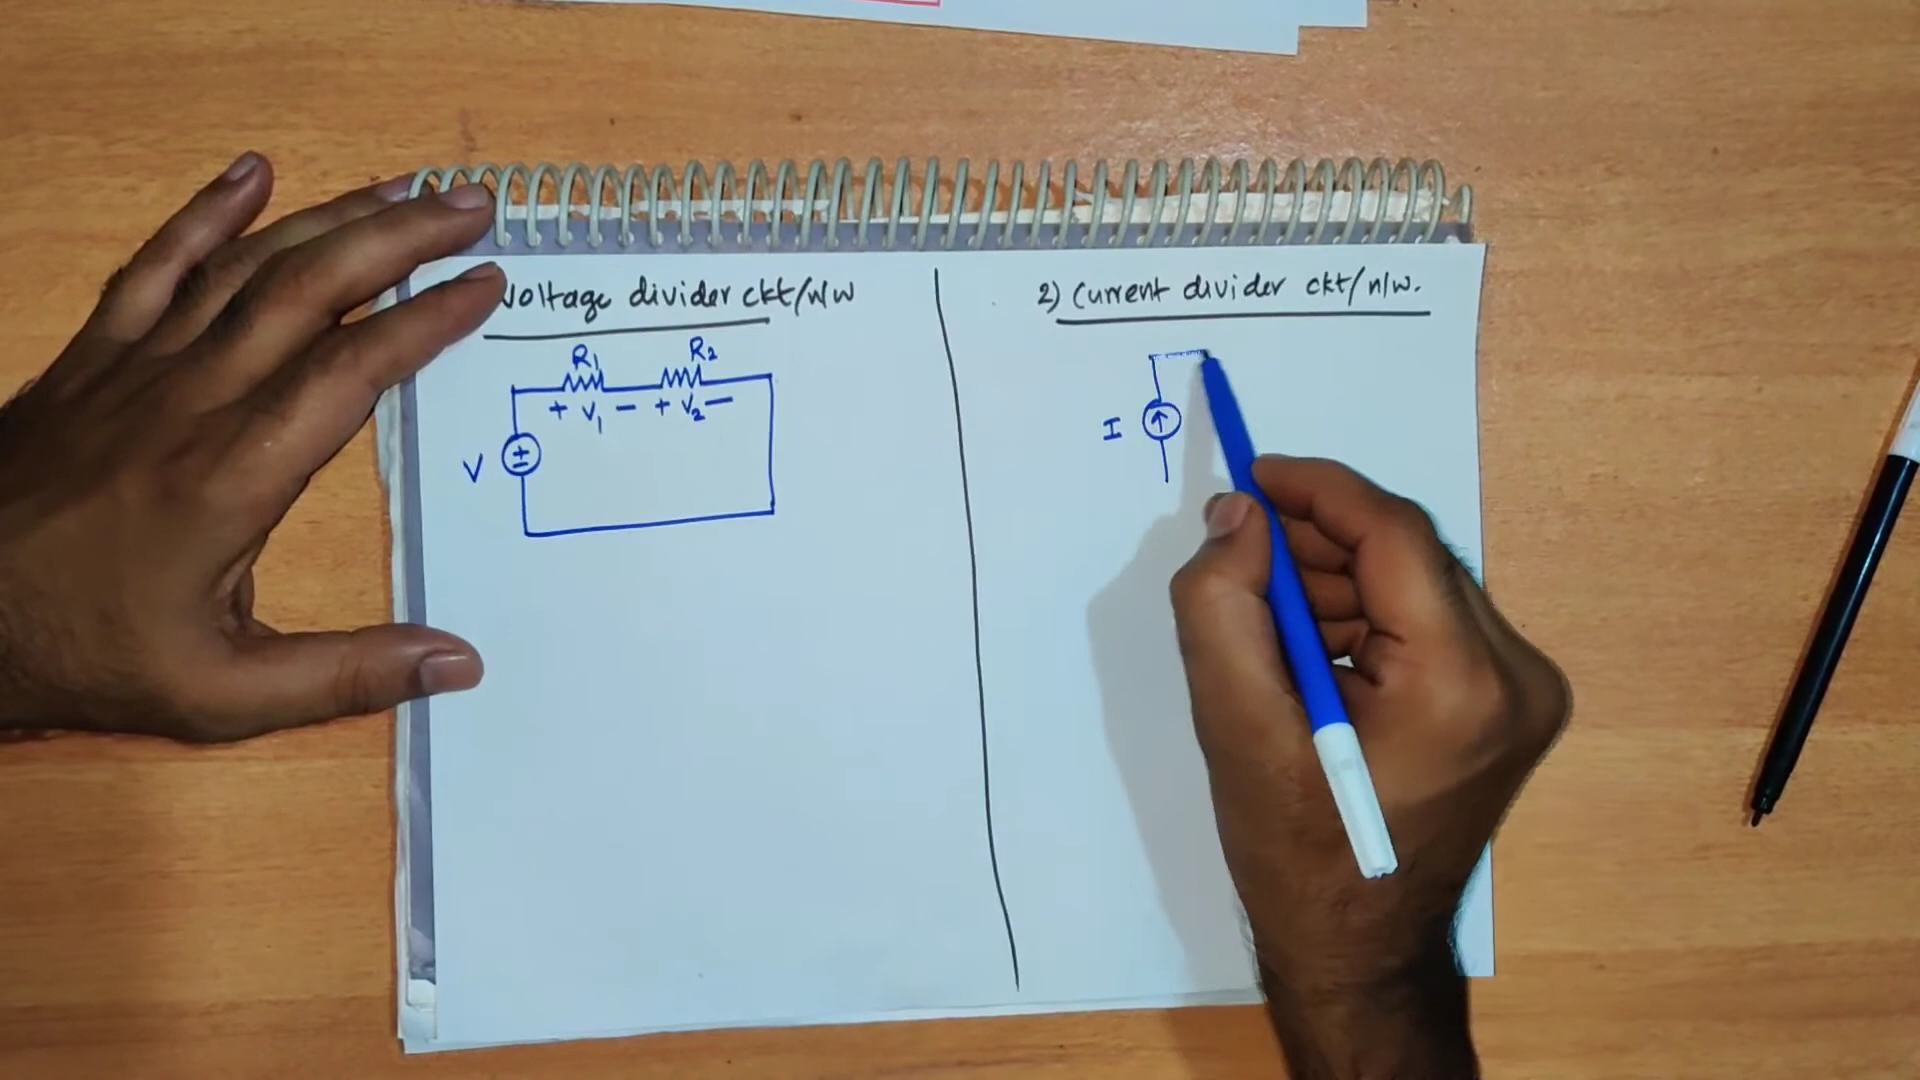 Voltage divider ckt/n/w
R1 R2
+ V1 - + V2 -
V
±
2) Current divider ckt/n/w.
I